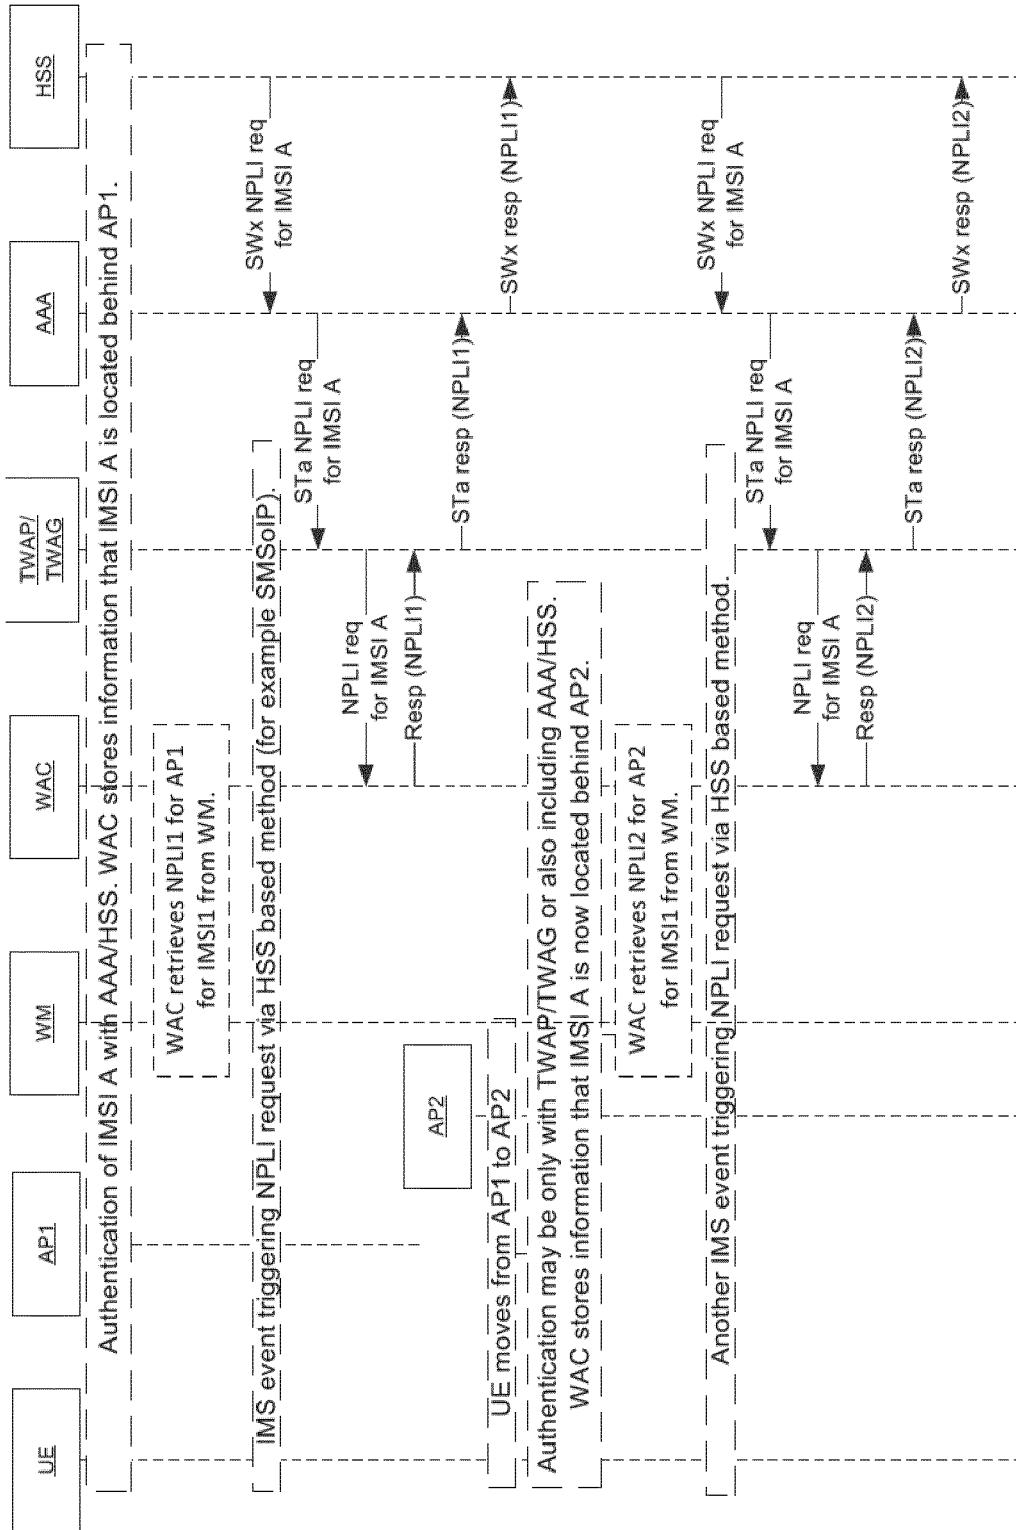 UE
AP1
WM
WAC
TWAP/
TWAG
AAA
HSS
Authentication of IMSI A with AAA/HSS. WAC stores information that IMSI A is located behind AP1.
WAC retrieves NPLI1 for AP1
for IMSI1 from WM.
IMS event triggering NPLI request via HSS based method (for example SMSoIP).
SWx NPLI req
for IMSI A
STa NPLI req
for IMSI A
NPLI req
for IMSI A
Resp (NPLI1)
STa resp (NPLI1)
SWx resp (NPLI1)
AP2
UE moves from AP1 to AP2
Authentication may be only with TWAP/TWAG or also including AAA/HSS.
WAC stores information that IMSI A is now located behind AP2.
WAC retrieves NPLI2 for AP2
for IMSI1 from WM.
Another IMS event triggering NPLI request via HSS based method.
SWx NPLI req
for IMSI A
STa NPLI req
for IMSI A
NPLI req
for IMSI A
Resp (NPLI2)
STa resp (NPLI2)
SWx resp (NPLI2)